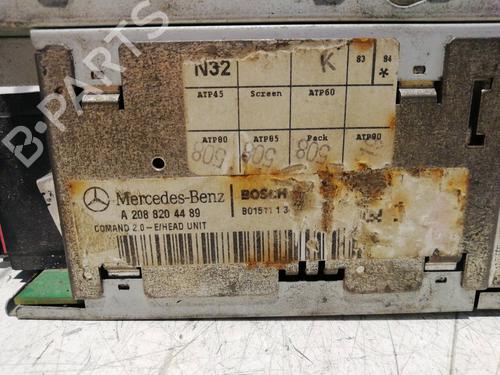 B-PARTS
N32 K 83 84 *
ATP45 Screen ATP60
ATP80 ATP85 Pack ATP90
508 508 508
Mercedes-Benz BOSCH
A 208 820 44 89
COMAND 2.0 - E/HEAD UNIT